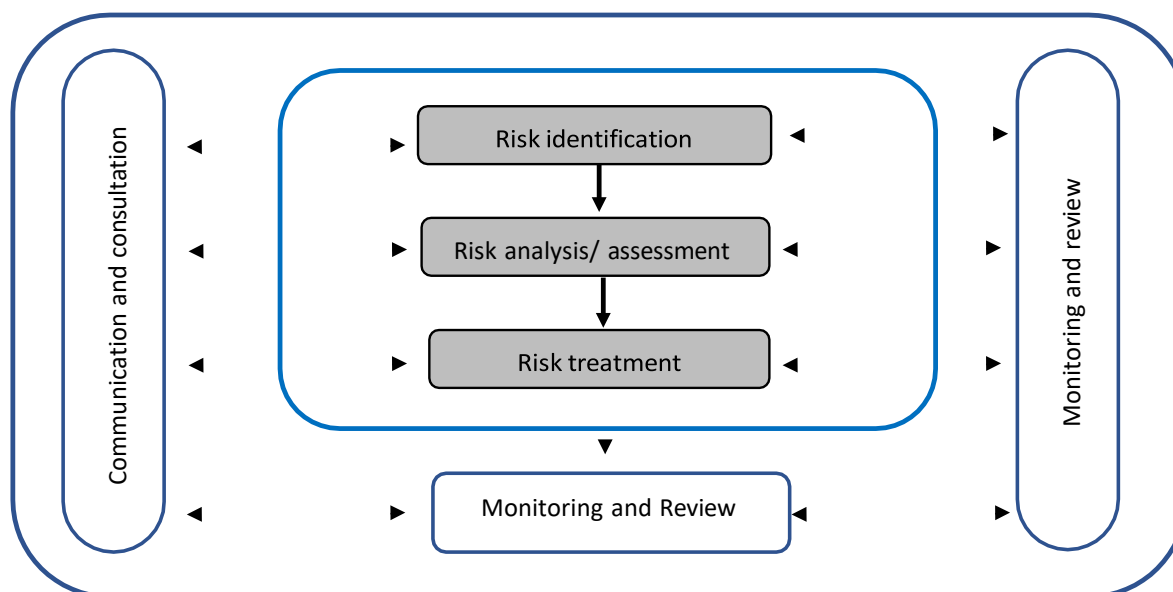 Communication and consultation
Risk identification
Risk analysis/ assessment
Risk treatment
Monitoring and Review
Monitoring and review